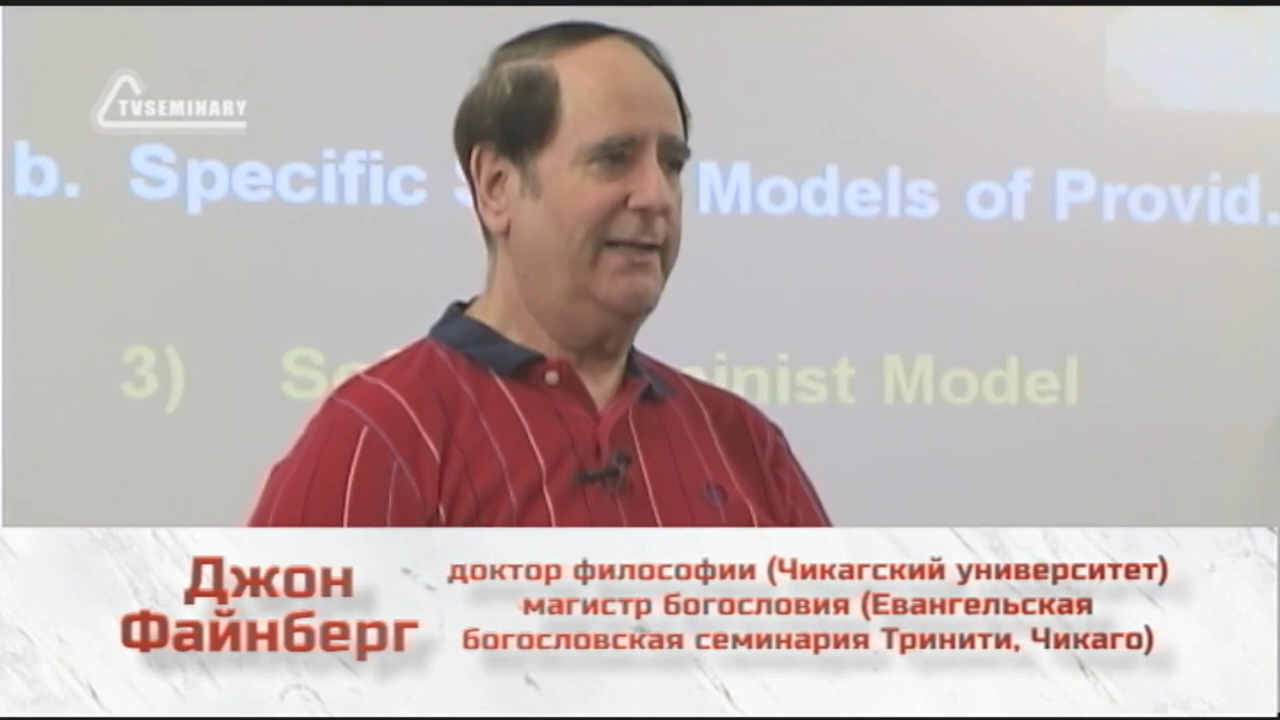 TVSEMINARY
b. Specific Models of Provid.
3) Model
Джон
Файнберг
доктор философии (Чикагский университет)
магистр богословия (Евангельская
богословская семинария Тринити, Чикаго)